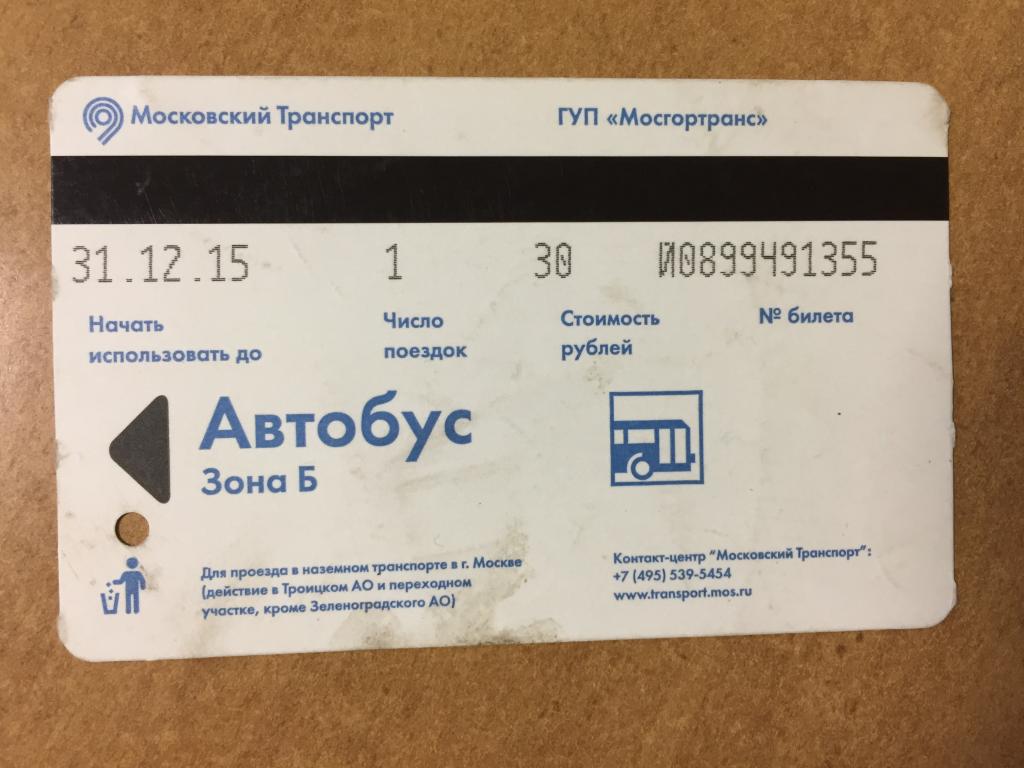 Московский Транспорт
ГУП «Мосгортранс»
31.12.15 1 30 И0899491355
Начать
использовать до
Число
поездок
Стоимость
рублей
№ билета
Автобус
Зона Б
Для проезда в наземном транспорте в г. Москве
(действие в Троицком АО и переходном
участке, кроме Зеленоградского АО)
Контакт-центр "Московский Транспорт":
+7 (495) 539-5454
www.transport.mos.ru